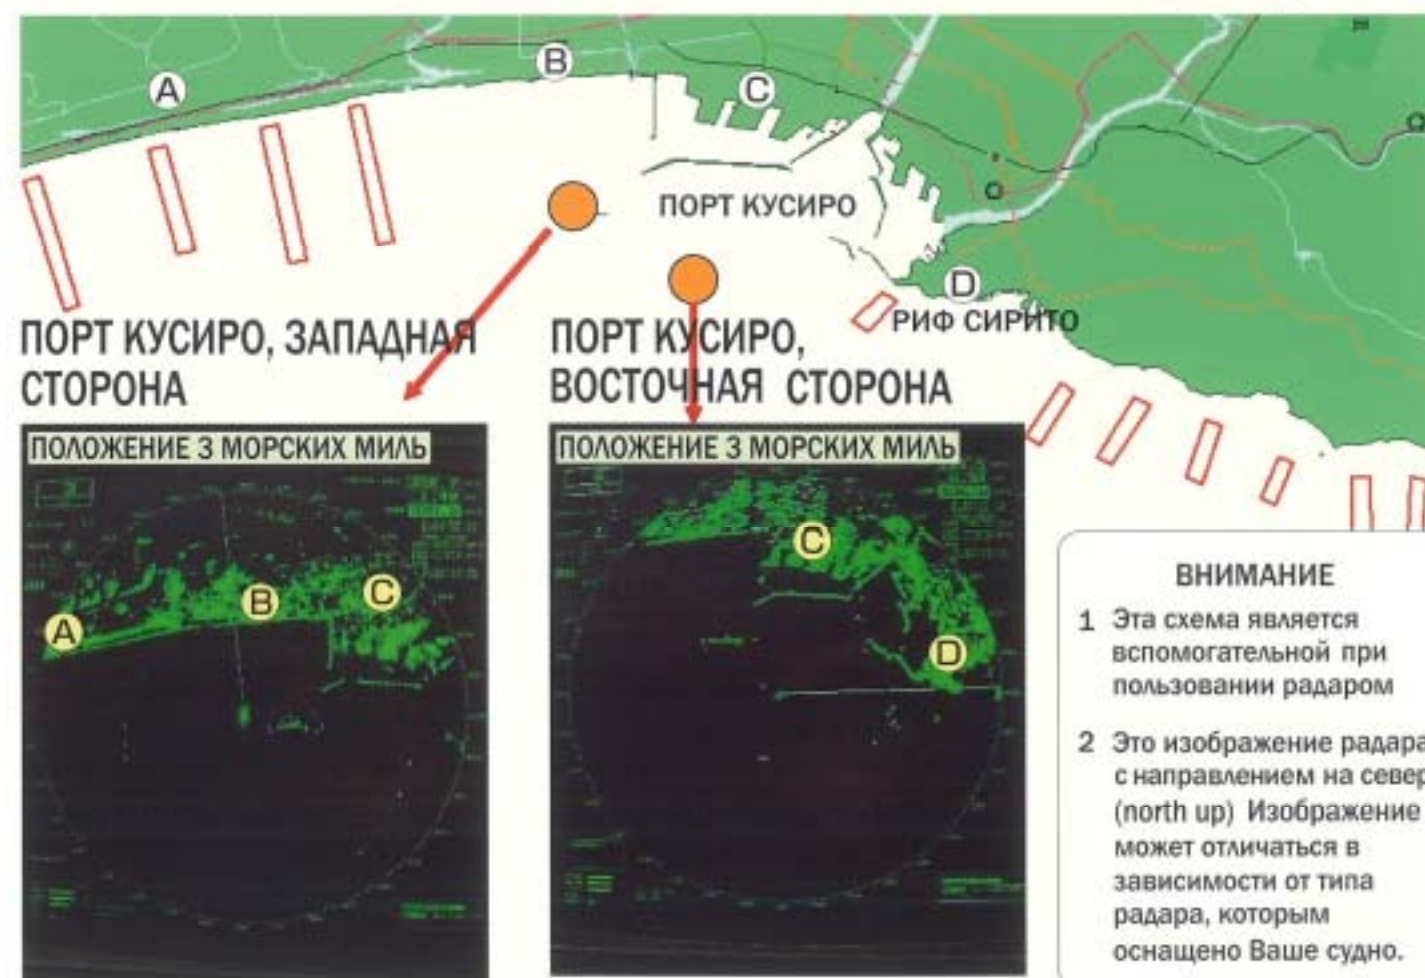 A
B
C
ПОРТ КУСИРО
D
РИФ СИРИТО
ПОРТ КУСИРО, ЗАПАДНАЯ
СТОРОНА
ПОРТ КУСИРО,
ВОСТОЧНАЯ СТОРОНА
ПОЛОЖЕНИЕ 3 МОРСКИХ МИЛЬ
A
B
C
ПОЛОЖЕНИЕ 3 МОРСКИХ МИЛЬ
C
D
ВНИМАНИЕ
1 Эта схема является
вспомогательной при
пользовании радаром
2 Это изображение радара
с направлением на север
(north up) Изображение
может отличаться в
зависимости от типа
радара, которым
оснащено Ваше судно.